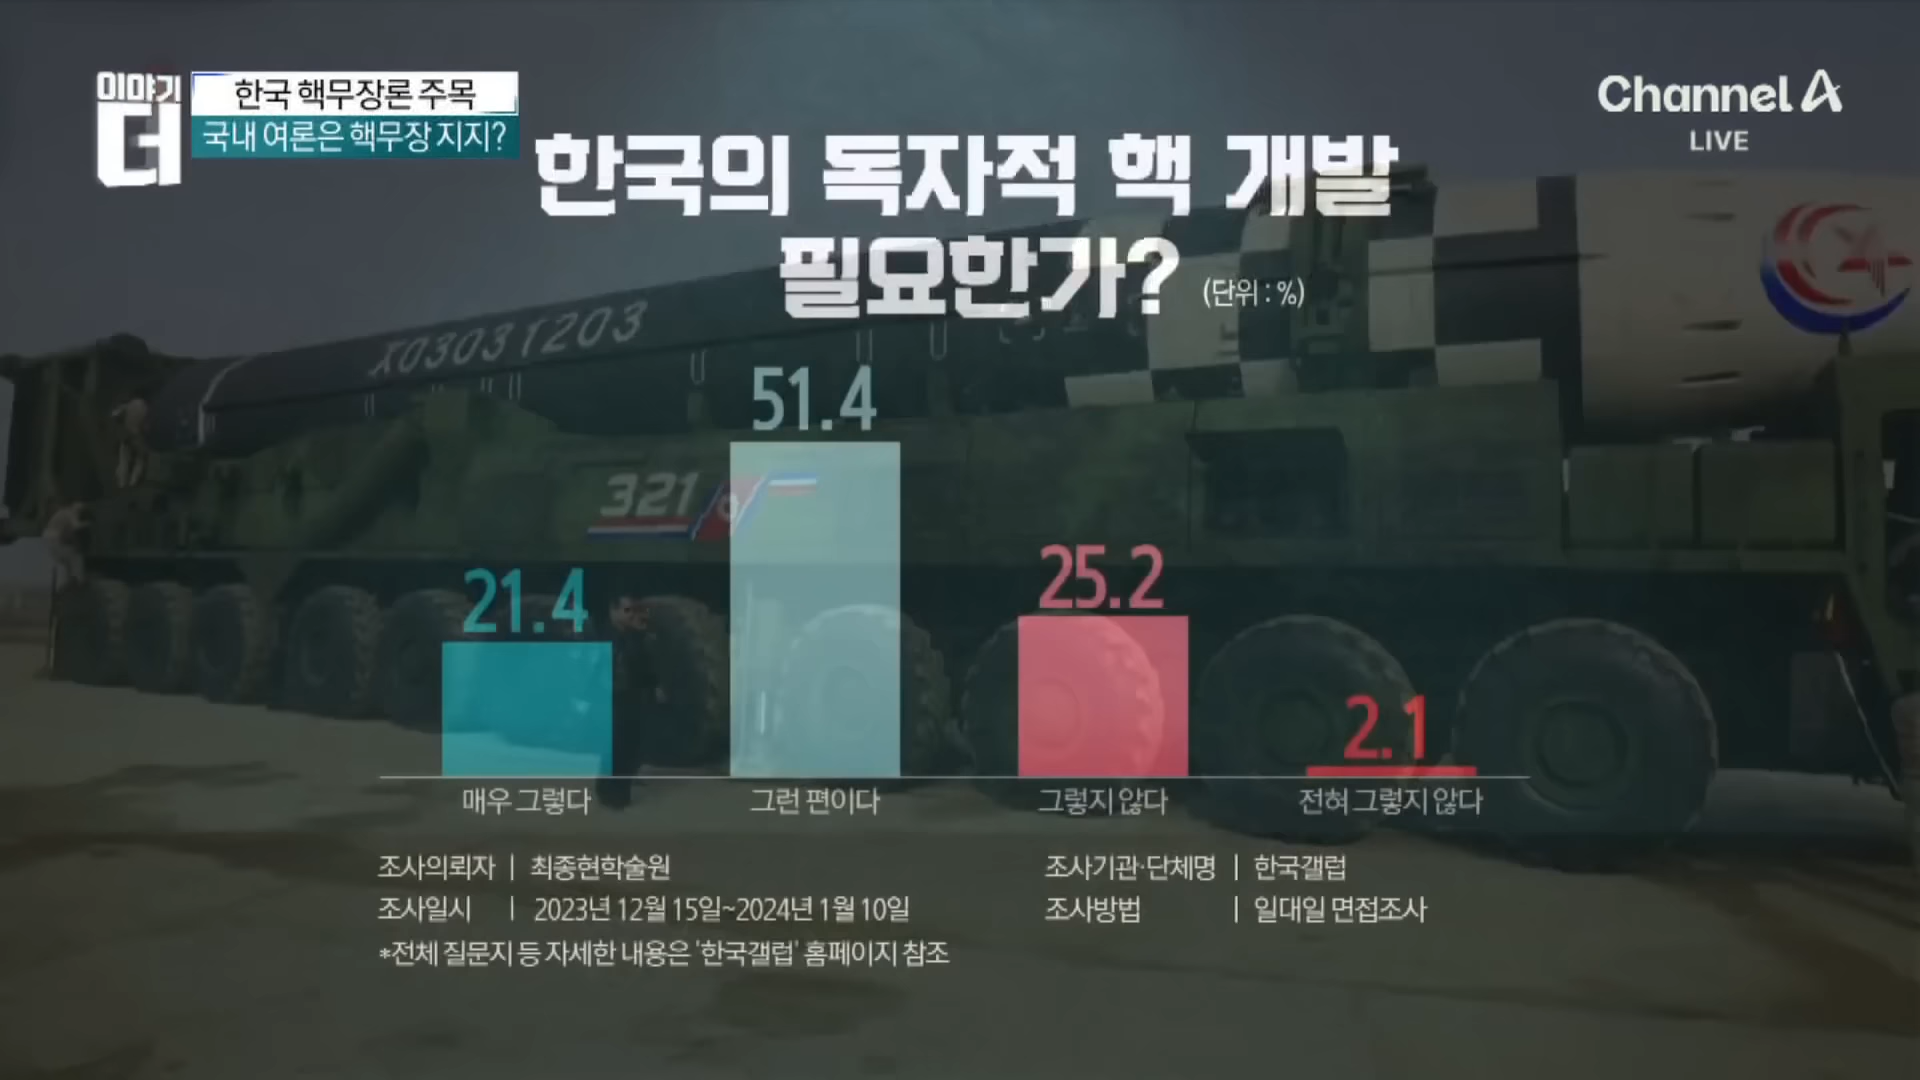 이야기
더
한국 핵무장론 주목
국내 여론은 핵무장 지지?
Channel A
LIVE
한국의 독자적 핵 개발
필요한가? (단위 : %)
X03031203
321
21.4
51.4
25.2
2.1
매우 그렇다
그런 편이다
그렇지 않다
전혀 그렇지 않다
조사의뢰자 | 최종현학술원
조사기관·단체명 | 한국갤럽
조사일시 | 2023년 12월 15일~2024년 1월 10일
조사방법 | 일대일 면접조사
*전체 질문지 등 자세한 내용은 '한국갤럽' 홈페이지 참조